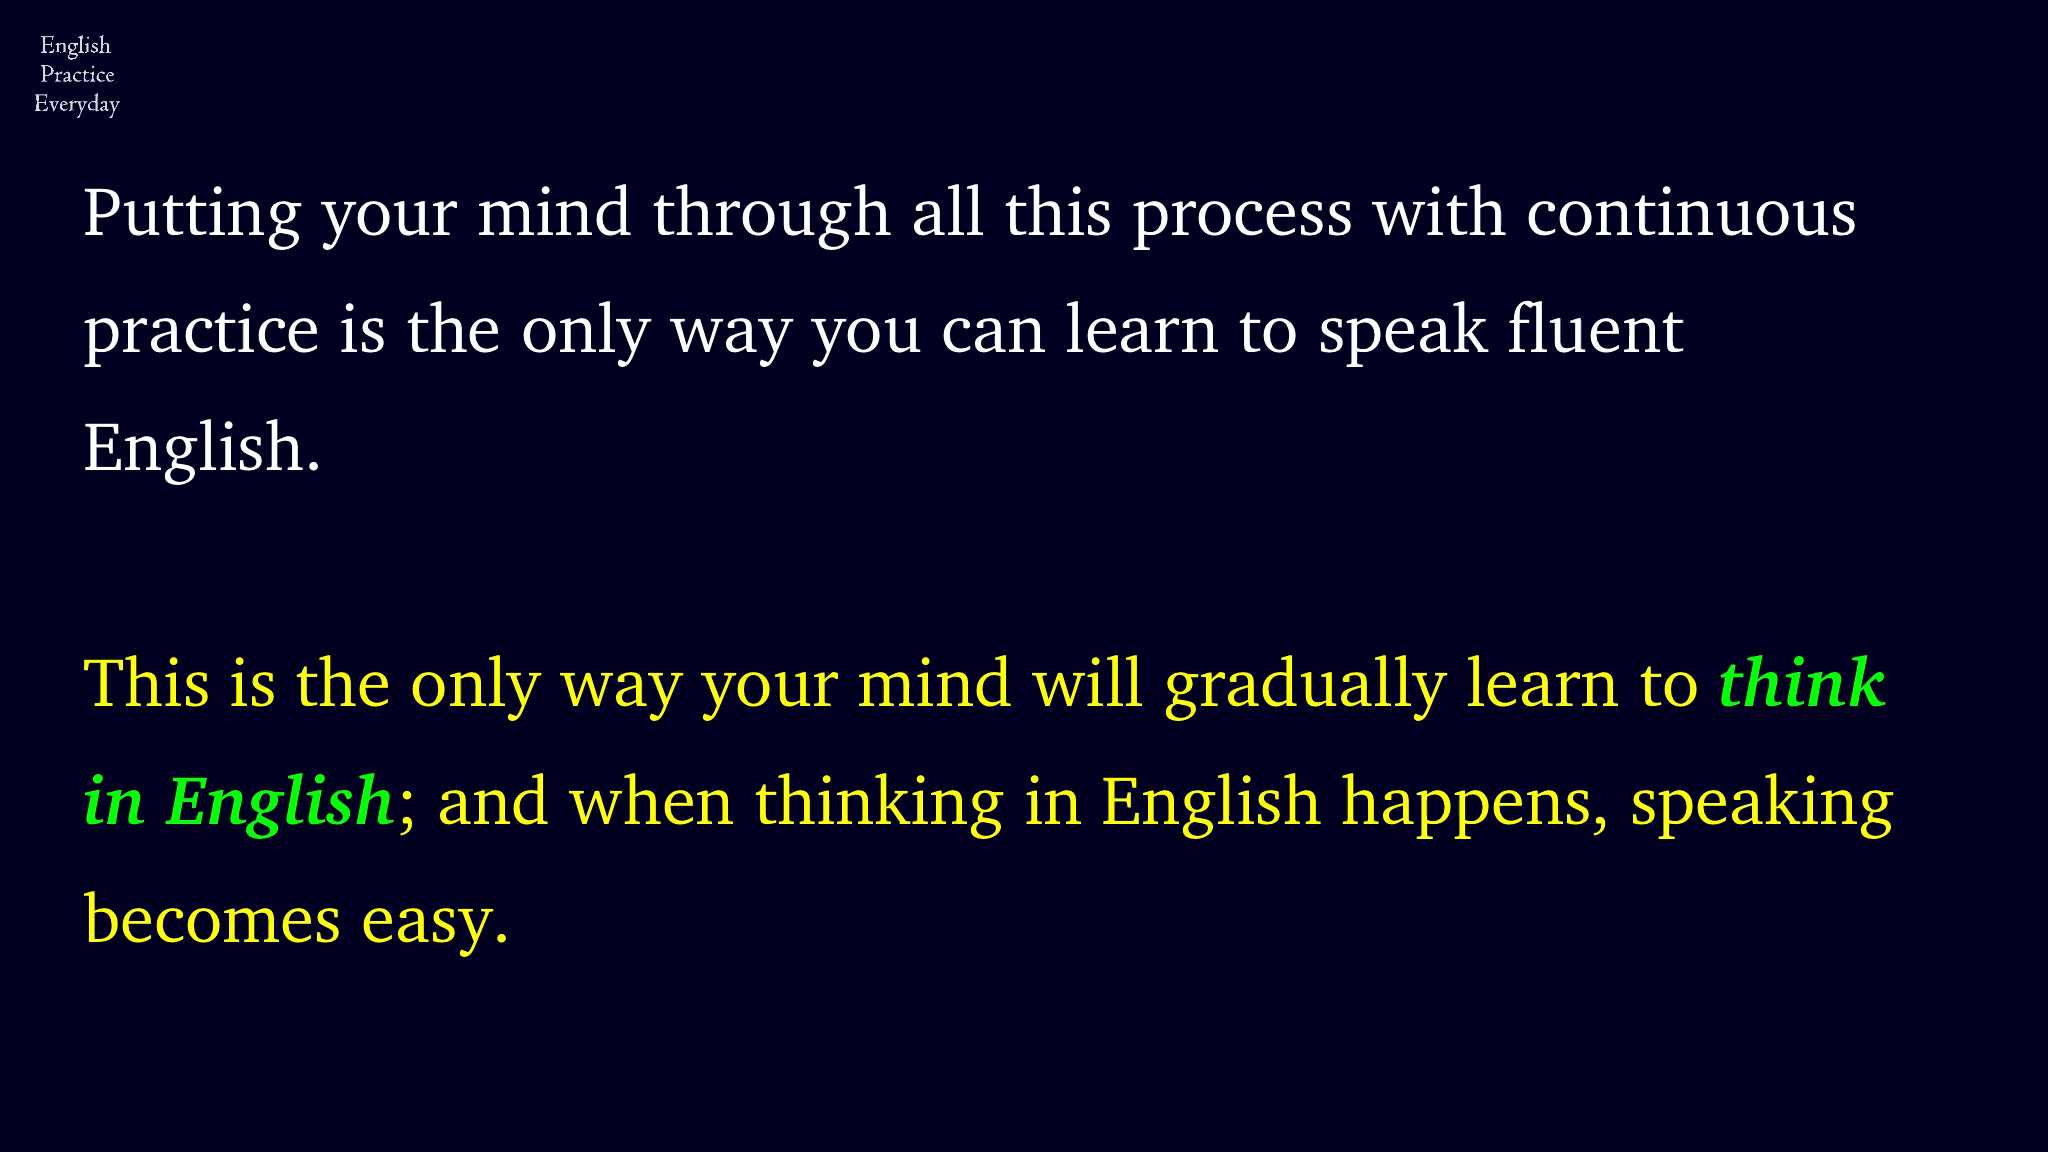 English
Practice
Everyday
Putting your mind through all this process with continuous
practice is the only way you can learn to speak fluent
English.
This is the only way your mind will gradually learn to think
in English; and when thinking in English happens, speaking
becomes easy.